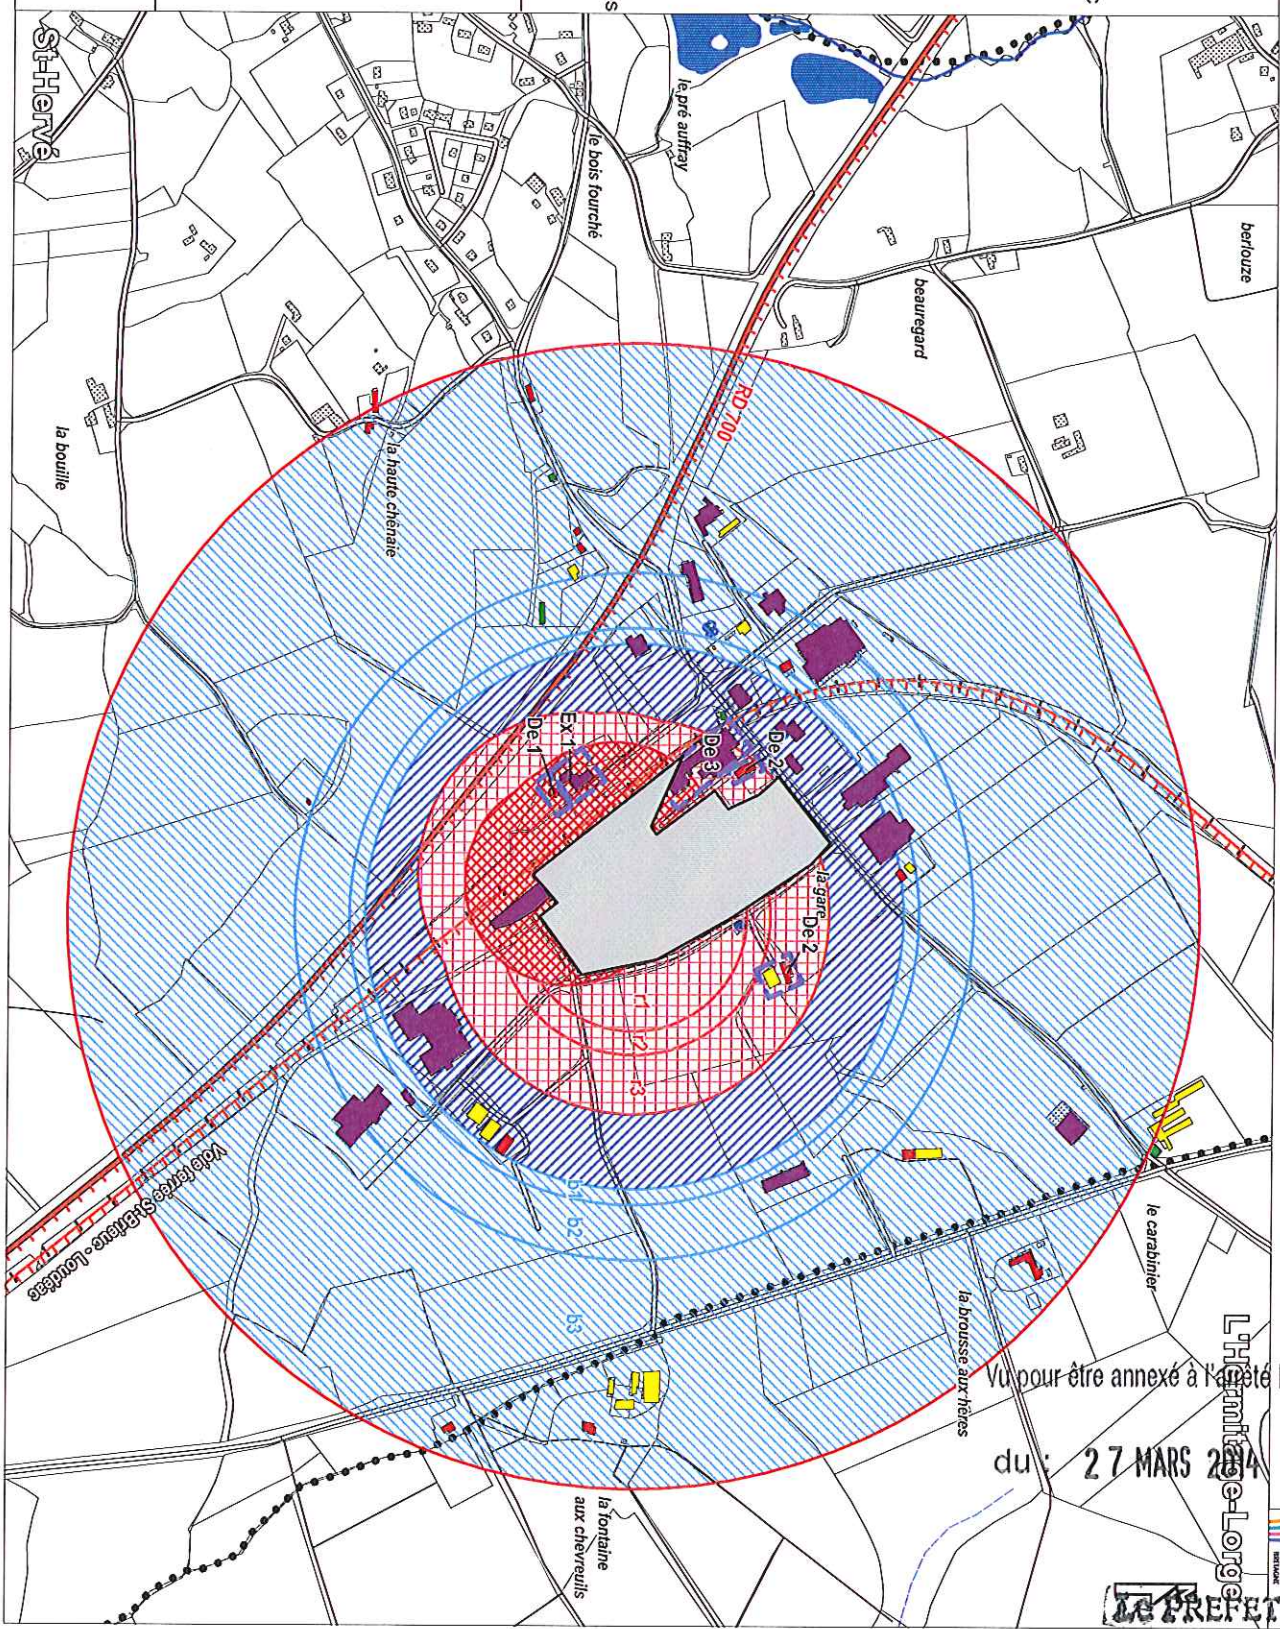 St-Hervé
le pré auffray
le bois fourché
berlouze
beauregard
RD 700
la bouille
la haute chênaie
Ex 1
De 1
De 2
De 3
la gare
De 2
r1
r2
r3
b1
b2
b3
Voie ferrée St-Brieuc - Loudéac
le carabinier
la brousse aux hères
L'Hermitage-Lorge
la fontaine
aux chevreuils
Vu pour être annexé à l'arrêté
du : 27 MARS 2014
LE PREFET
BRETAGNE
s